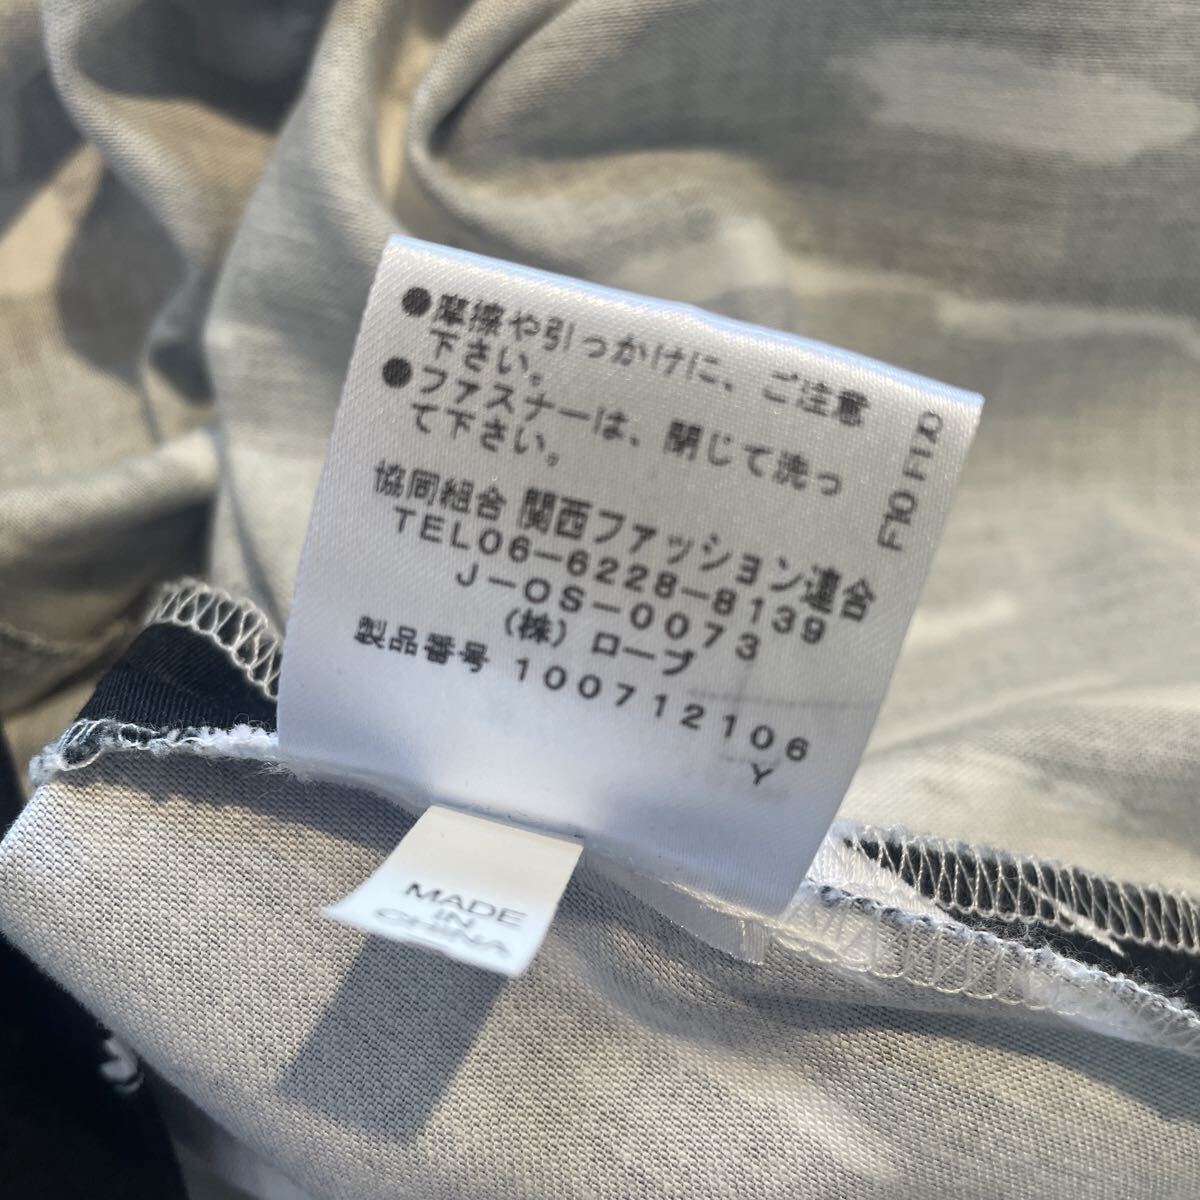 ●摩擦や引っかけに、ご注意
下さい。
●ファスナーは、閉じて洗っ
て下さい。
協同組合 関西ファッション連合
TEL06-6228-8139
J-OS-0073
(株)ロープ
製品番号 100712106
Y
MADE
IN
CHINA